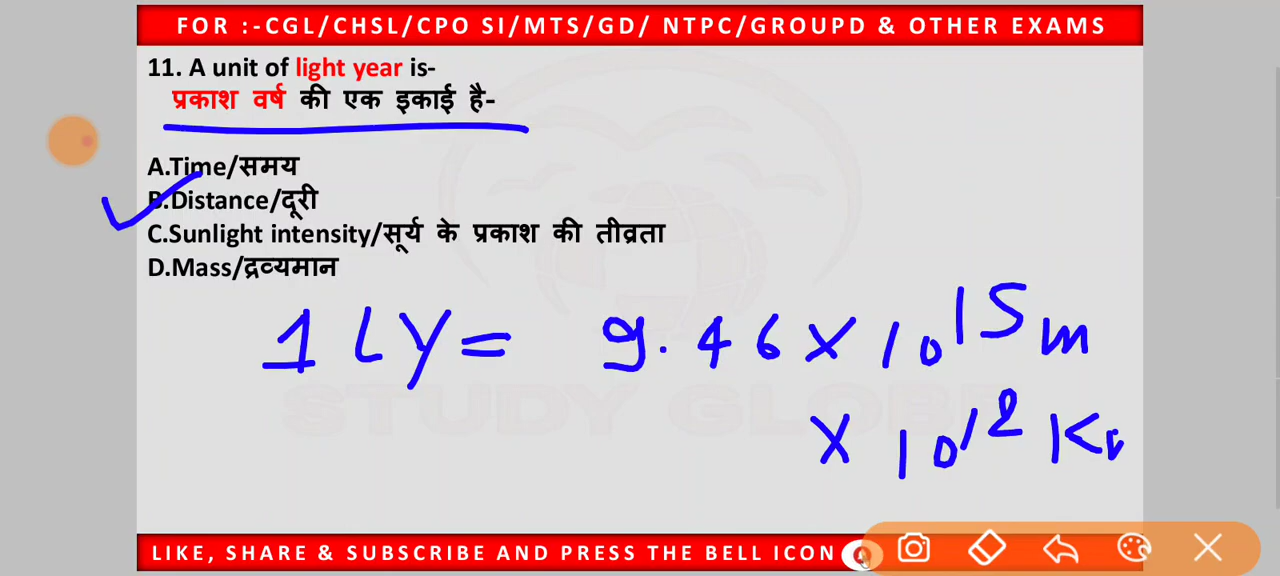 FOR :-CGL/CHSL/CPO SI/MTS/GD/ NTPC/GROUPD & OTHER EXAMS
11. A unit of light year is-
प्रकाश वर्ष की एक इकाई है-
A.Time/समय
B.Distance/दूरी
C.Sunlight intensity/सूर्य के प्रकाश की तीव्रता
D.Mass/द्रव्यमान
1 LY = 9.46 X 10^15 m
X 10^12 Km
STUDY GLOBE
LIKE, SHARE & SUBSCRIBE AND PRESS THE BELL ICON